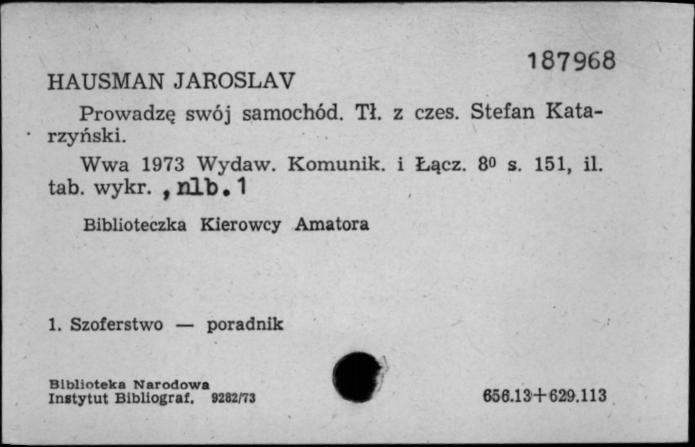 187968
HAUSMAN JAROSLAV
Prowadzę swój samochód. Tł. z czes. Stefan Kata-
rzyński.
Wwa 1973 Wydaw. Komunik. i Łącz. 8⁰ s. 151, il.
tab. wykr. , nlb. 1
Biblioteczka Kierowcy Amatora
1. Szoferstwo — poradnik
Biblioteka Narodowa
Instytut Bibliograf. 9282/73
656.13+629.113